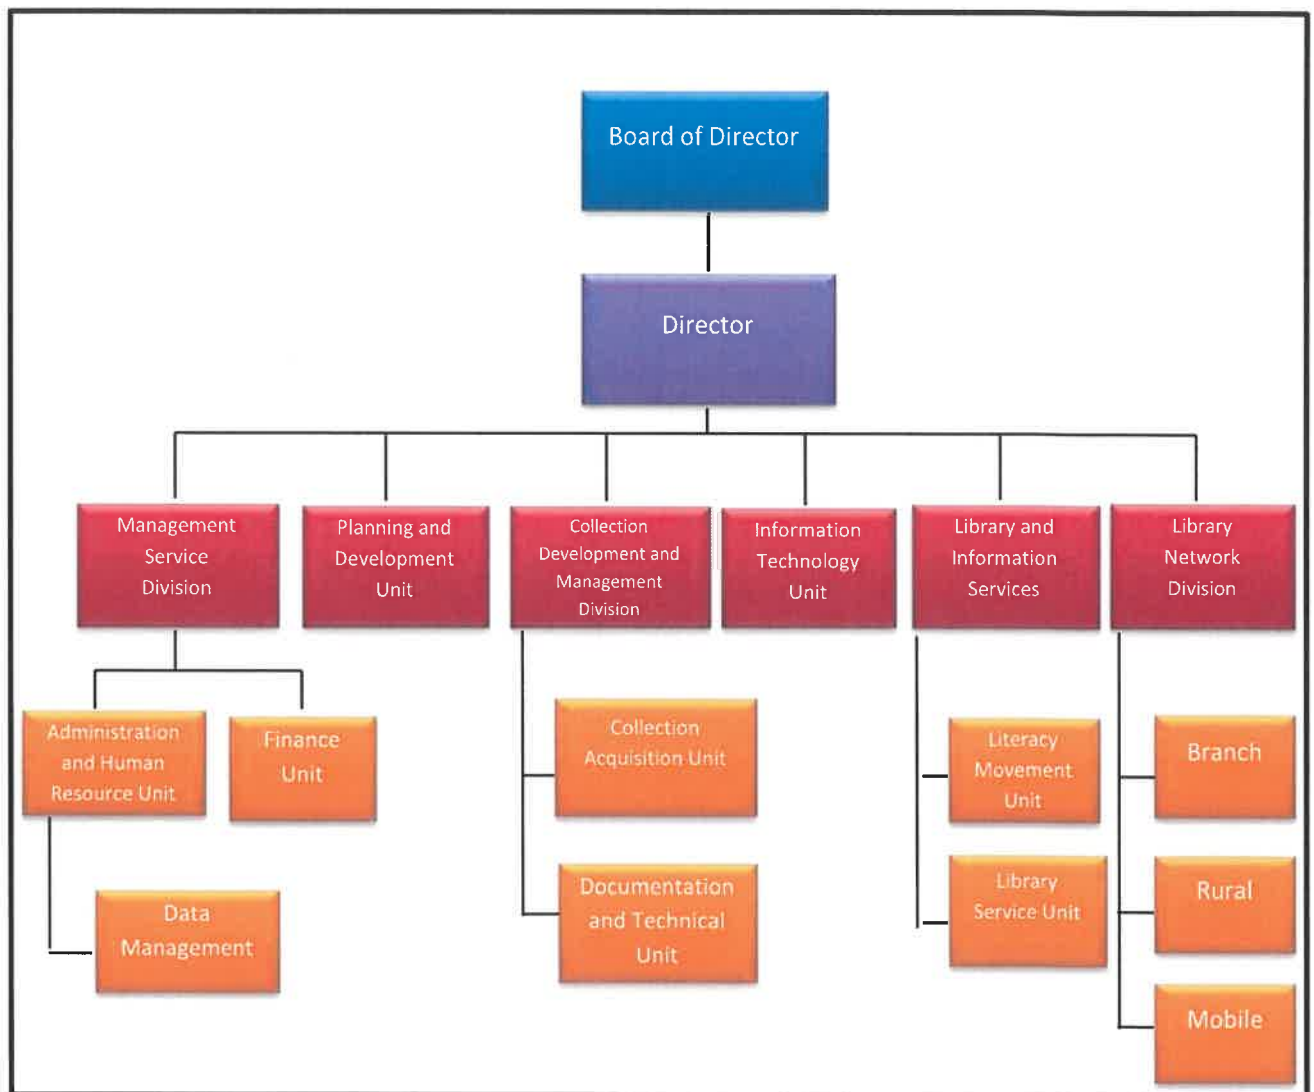 Board of Director
Director
Management
Service
Division
Planning and
Development
Unit
Collection
Development and
Management
Division
Information
Technology
Unit
Library and
Information
Services
Library
Network
Division
Administration
and Human
Resource Unit
Finance
Unit
Data
Management
Collection
Acquisition Unit
Documentation
and Technical
Unit
Literacy
Movement
Unit
Library
Service Unit
Branch
Rural
Mobile